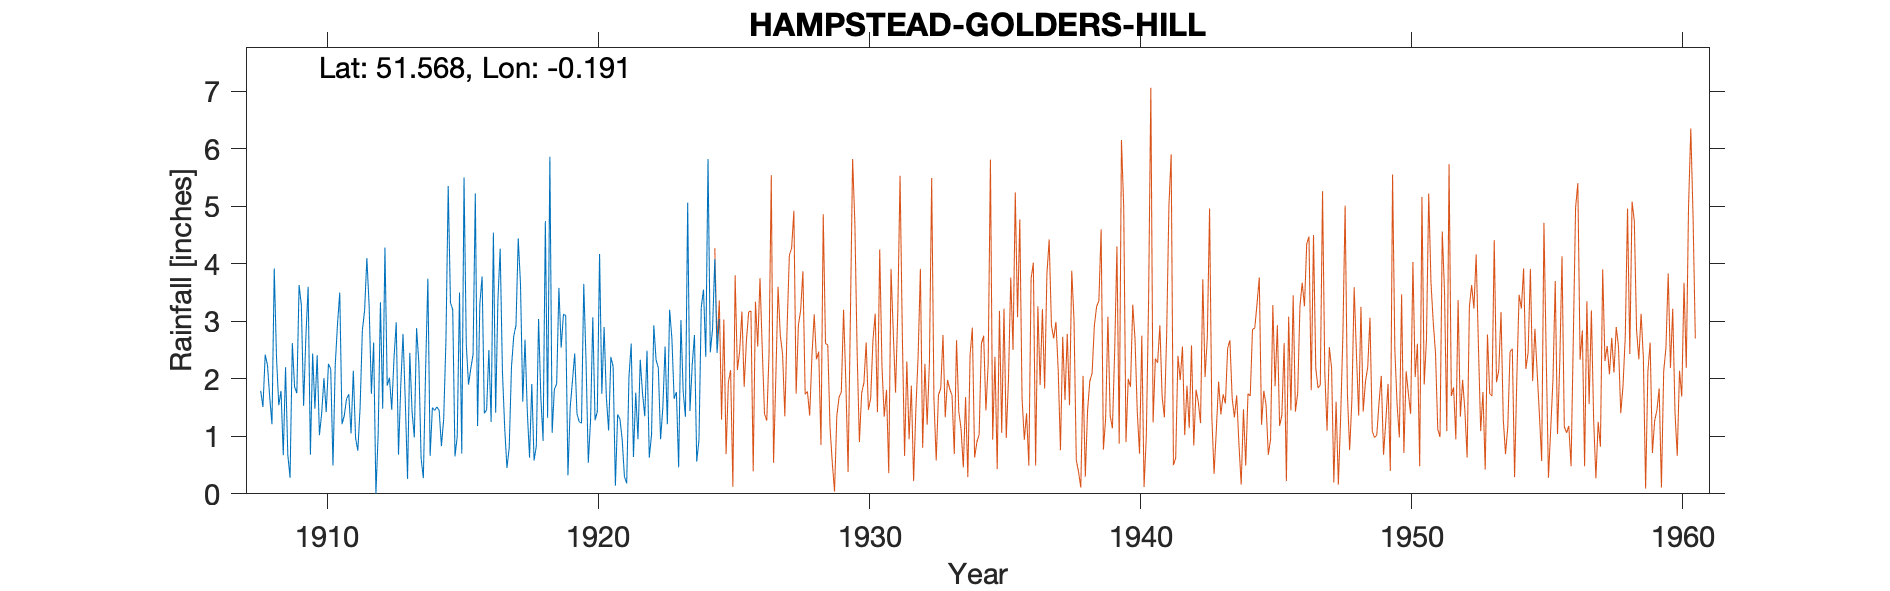 HAMPSTEAD-GOLDERS-HILL
Lat: 51.568, Lon: -0.191
Rainfall [inches]
7
6
5
4
3
2
1
0
1910 1920 1930 1940 1950 1960
Year